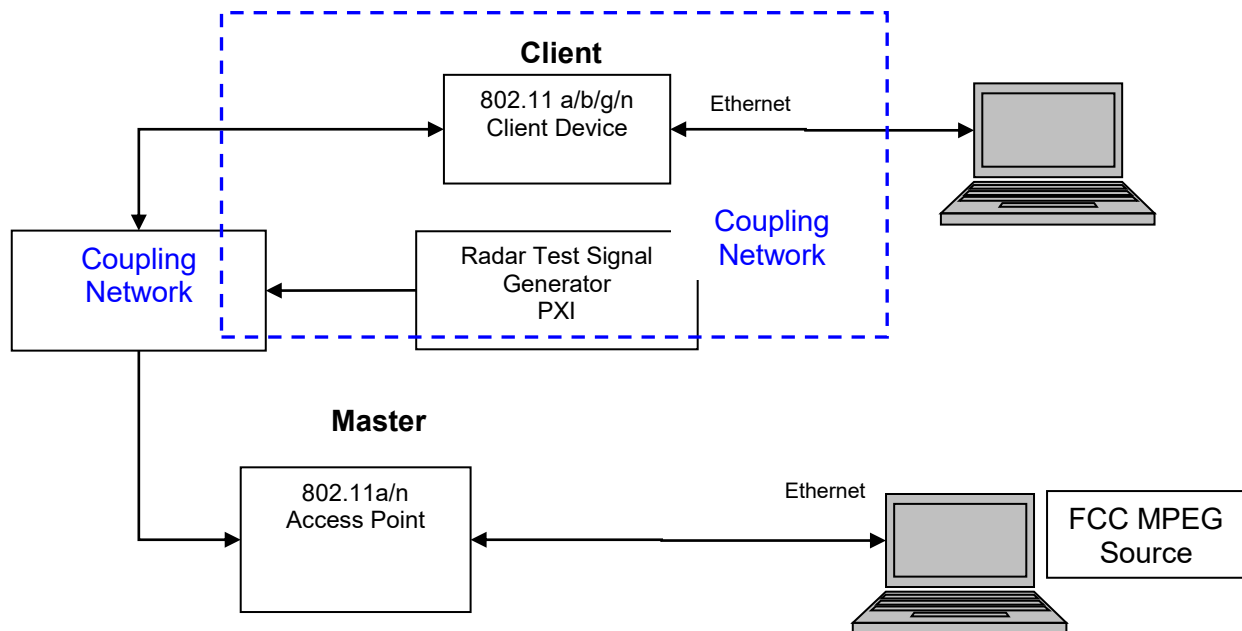 Client
802.11 a/b/g/n
Client Device
Ethernet
Coupling
Network
Radar Test Signal
Generator
PXI
Coupling
Network
Master
802.11a/n
Access Point
Ethernet
FCC MPEG
Source